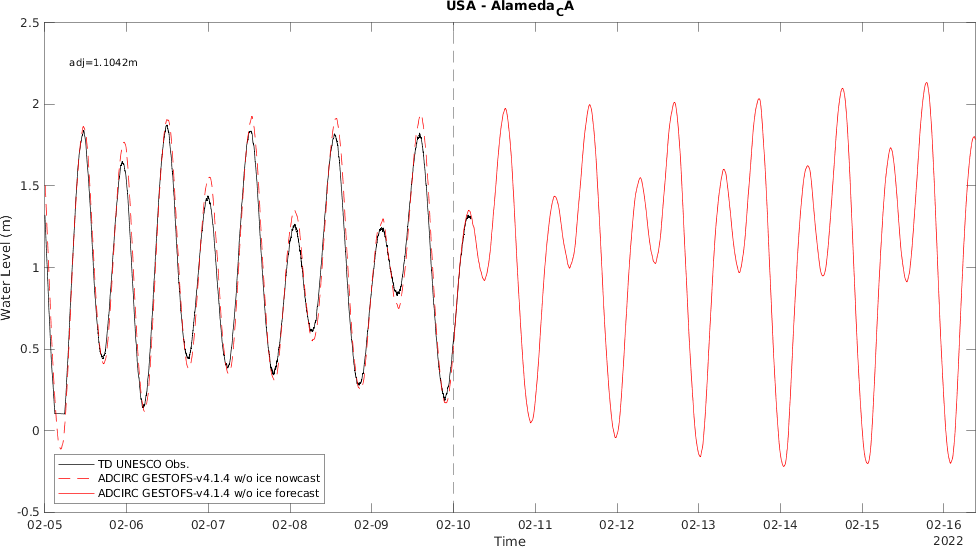 USA - Alameda_CA
adj=1.1042m
2.5
2
1.5
1
0.5
0
-0.5
Water Level (m)
TD UNESCO Obs.
ADCIRC GESTOFS-v4.1.4 w/o ice nowcast
ADCIRC GESTOFS-v4.1.4 w/o ice forecast
02-05 02-06 02-07 02-08 02-09 02-10 02-11 02-12 02-13 02-14 02-15 02-16
Time
2022